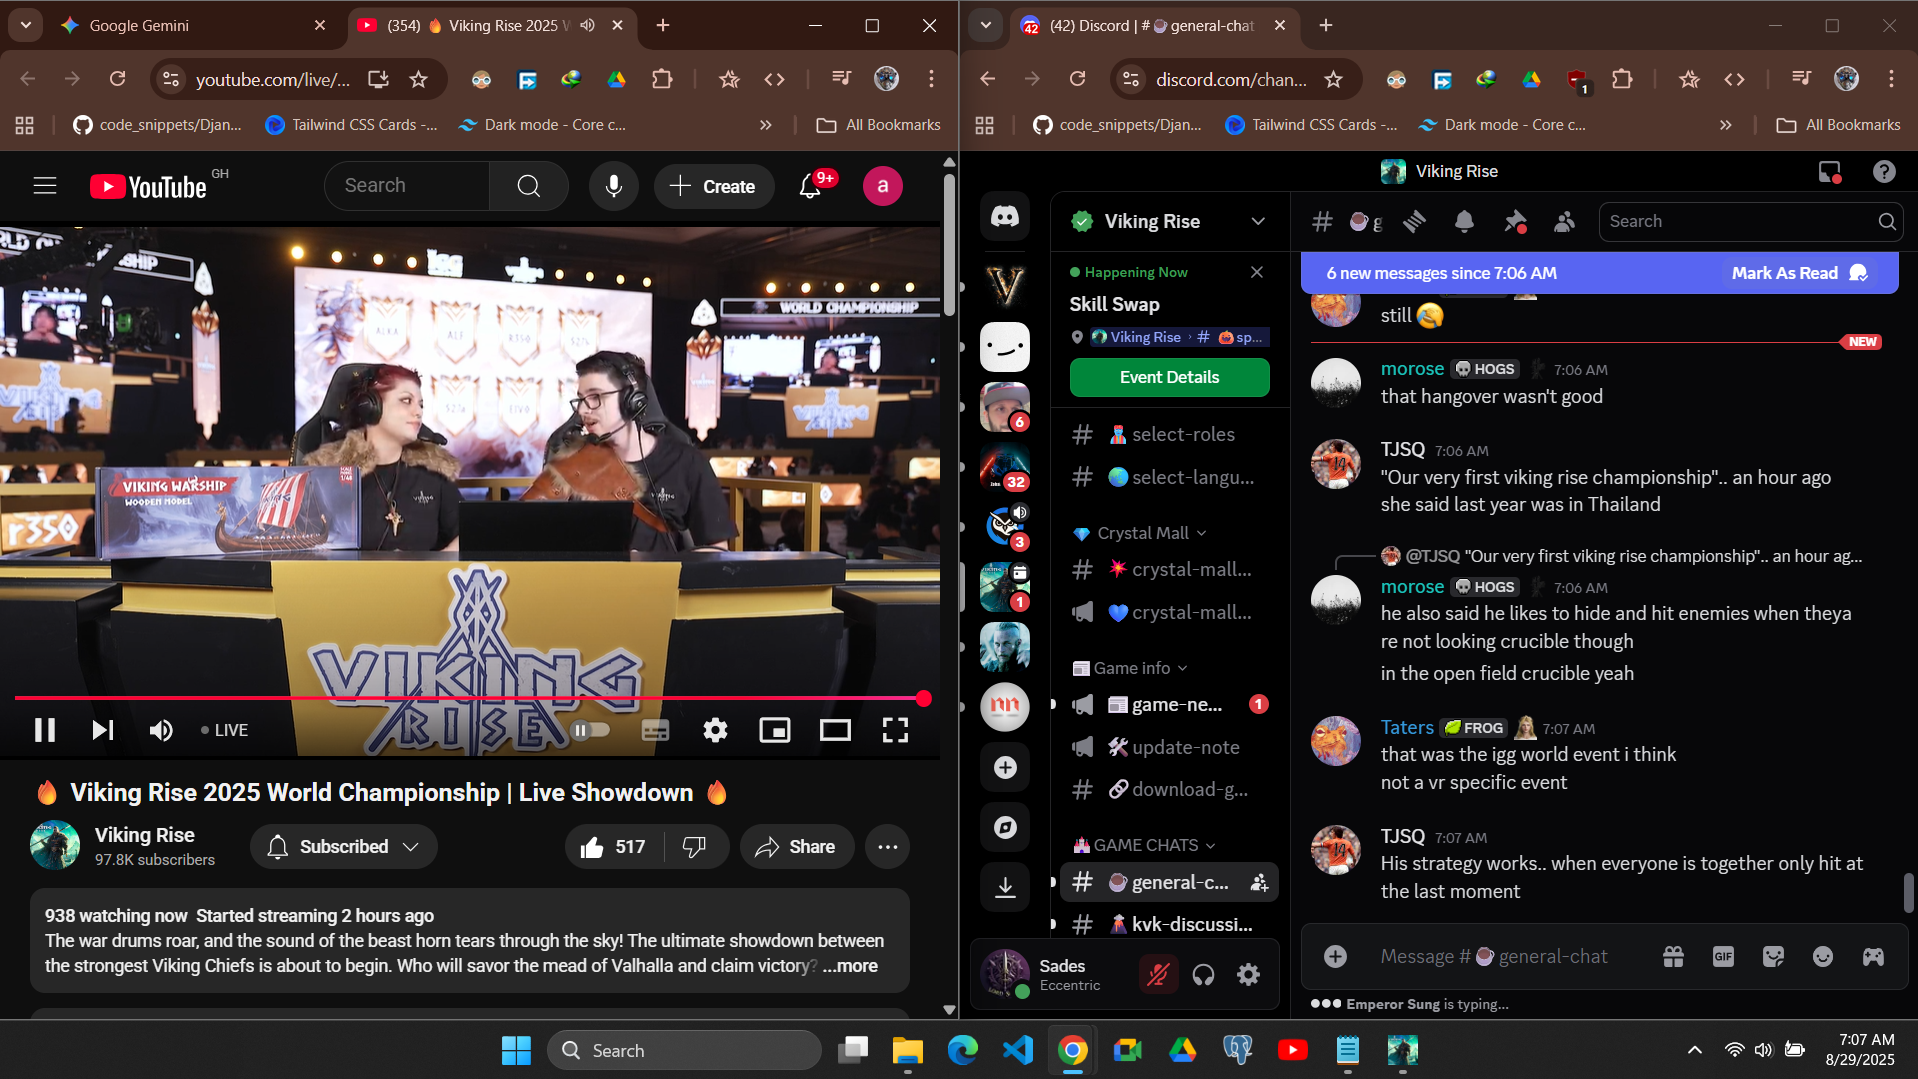 Google Gemini
(354) 🔥 Viking Rise 2025 W
youtube.com/live/...
code_snippets/Djan...
Tailwind CSS Cards -...
Dark mode - Core c...
All Bookmarks
YouTube GH
Search
Create
9+
a
WORLD CHAMPIONSHIP
ALKA
ALF
R350
VIKING WARSHIP
WOODEN MODEL
r350
VIKING
RISE
LIVE
🔥 Viking Rise 2025 World Championship | Live Showdown 🔥
Viking Rise
97.8K subscribers
Subscribed
517
Share
938 watching now Started streaming 2 hours ago
The war drums roar, and the sound of the beast horn tears through the sky! The ultimate showdown between
the strongest Viking Chiefs is about to begin. Who will savor the mead of Valhalla and claim victory? ...more
(42) Discord | # ☕ general-chat
42
discord.com/chan...
1
code_snippets/Djan...
Tailwind CSS Cards -...
Dark mode - Core c...
All Bookmarks
Viking Rise
6
32
3
1
Viking Rise
Happening Now
Skill Swap
Viking Rise › # 🎃 sp...
Event Details
select-roles
select-langu...
Crystal Mall
crystal-mall...
crystal-mall...
Game info
game-ne... 1
update-note
download-g...
GAME CHATS
general-c...
kvk-discussi...
Sades
Eccentric
# ☕ g
Search
6 new messages since 7:06 AM
Mark As Read
still 😂
NEW
morose HOGS 7:06 AM
that hangover wasn't good
TJSQ 7:06 AM
"Our very first viking rise championship".. an hour ago
she said last year was in Thailand
@TJSQ "Our very first viking rise championship".. an hour ag...
morose HOGS 7:06 AM
he also said he likes to hide and hit enemies when theya
re not looking crucible though
in the open field crucible yeah
Taters FROG 7:07 AM
that was the igg world event i think
not a vr specific event
TJSQ 7:07 AM
His strategy works.. when everyone is together only hit at
the last moment
Message # ☕ general-chat
GIF
Emperor Sung is typing...
Search
7:07 AM
8/29/2025